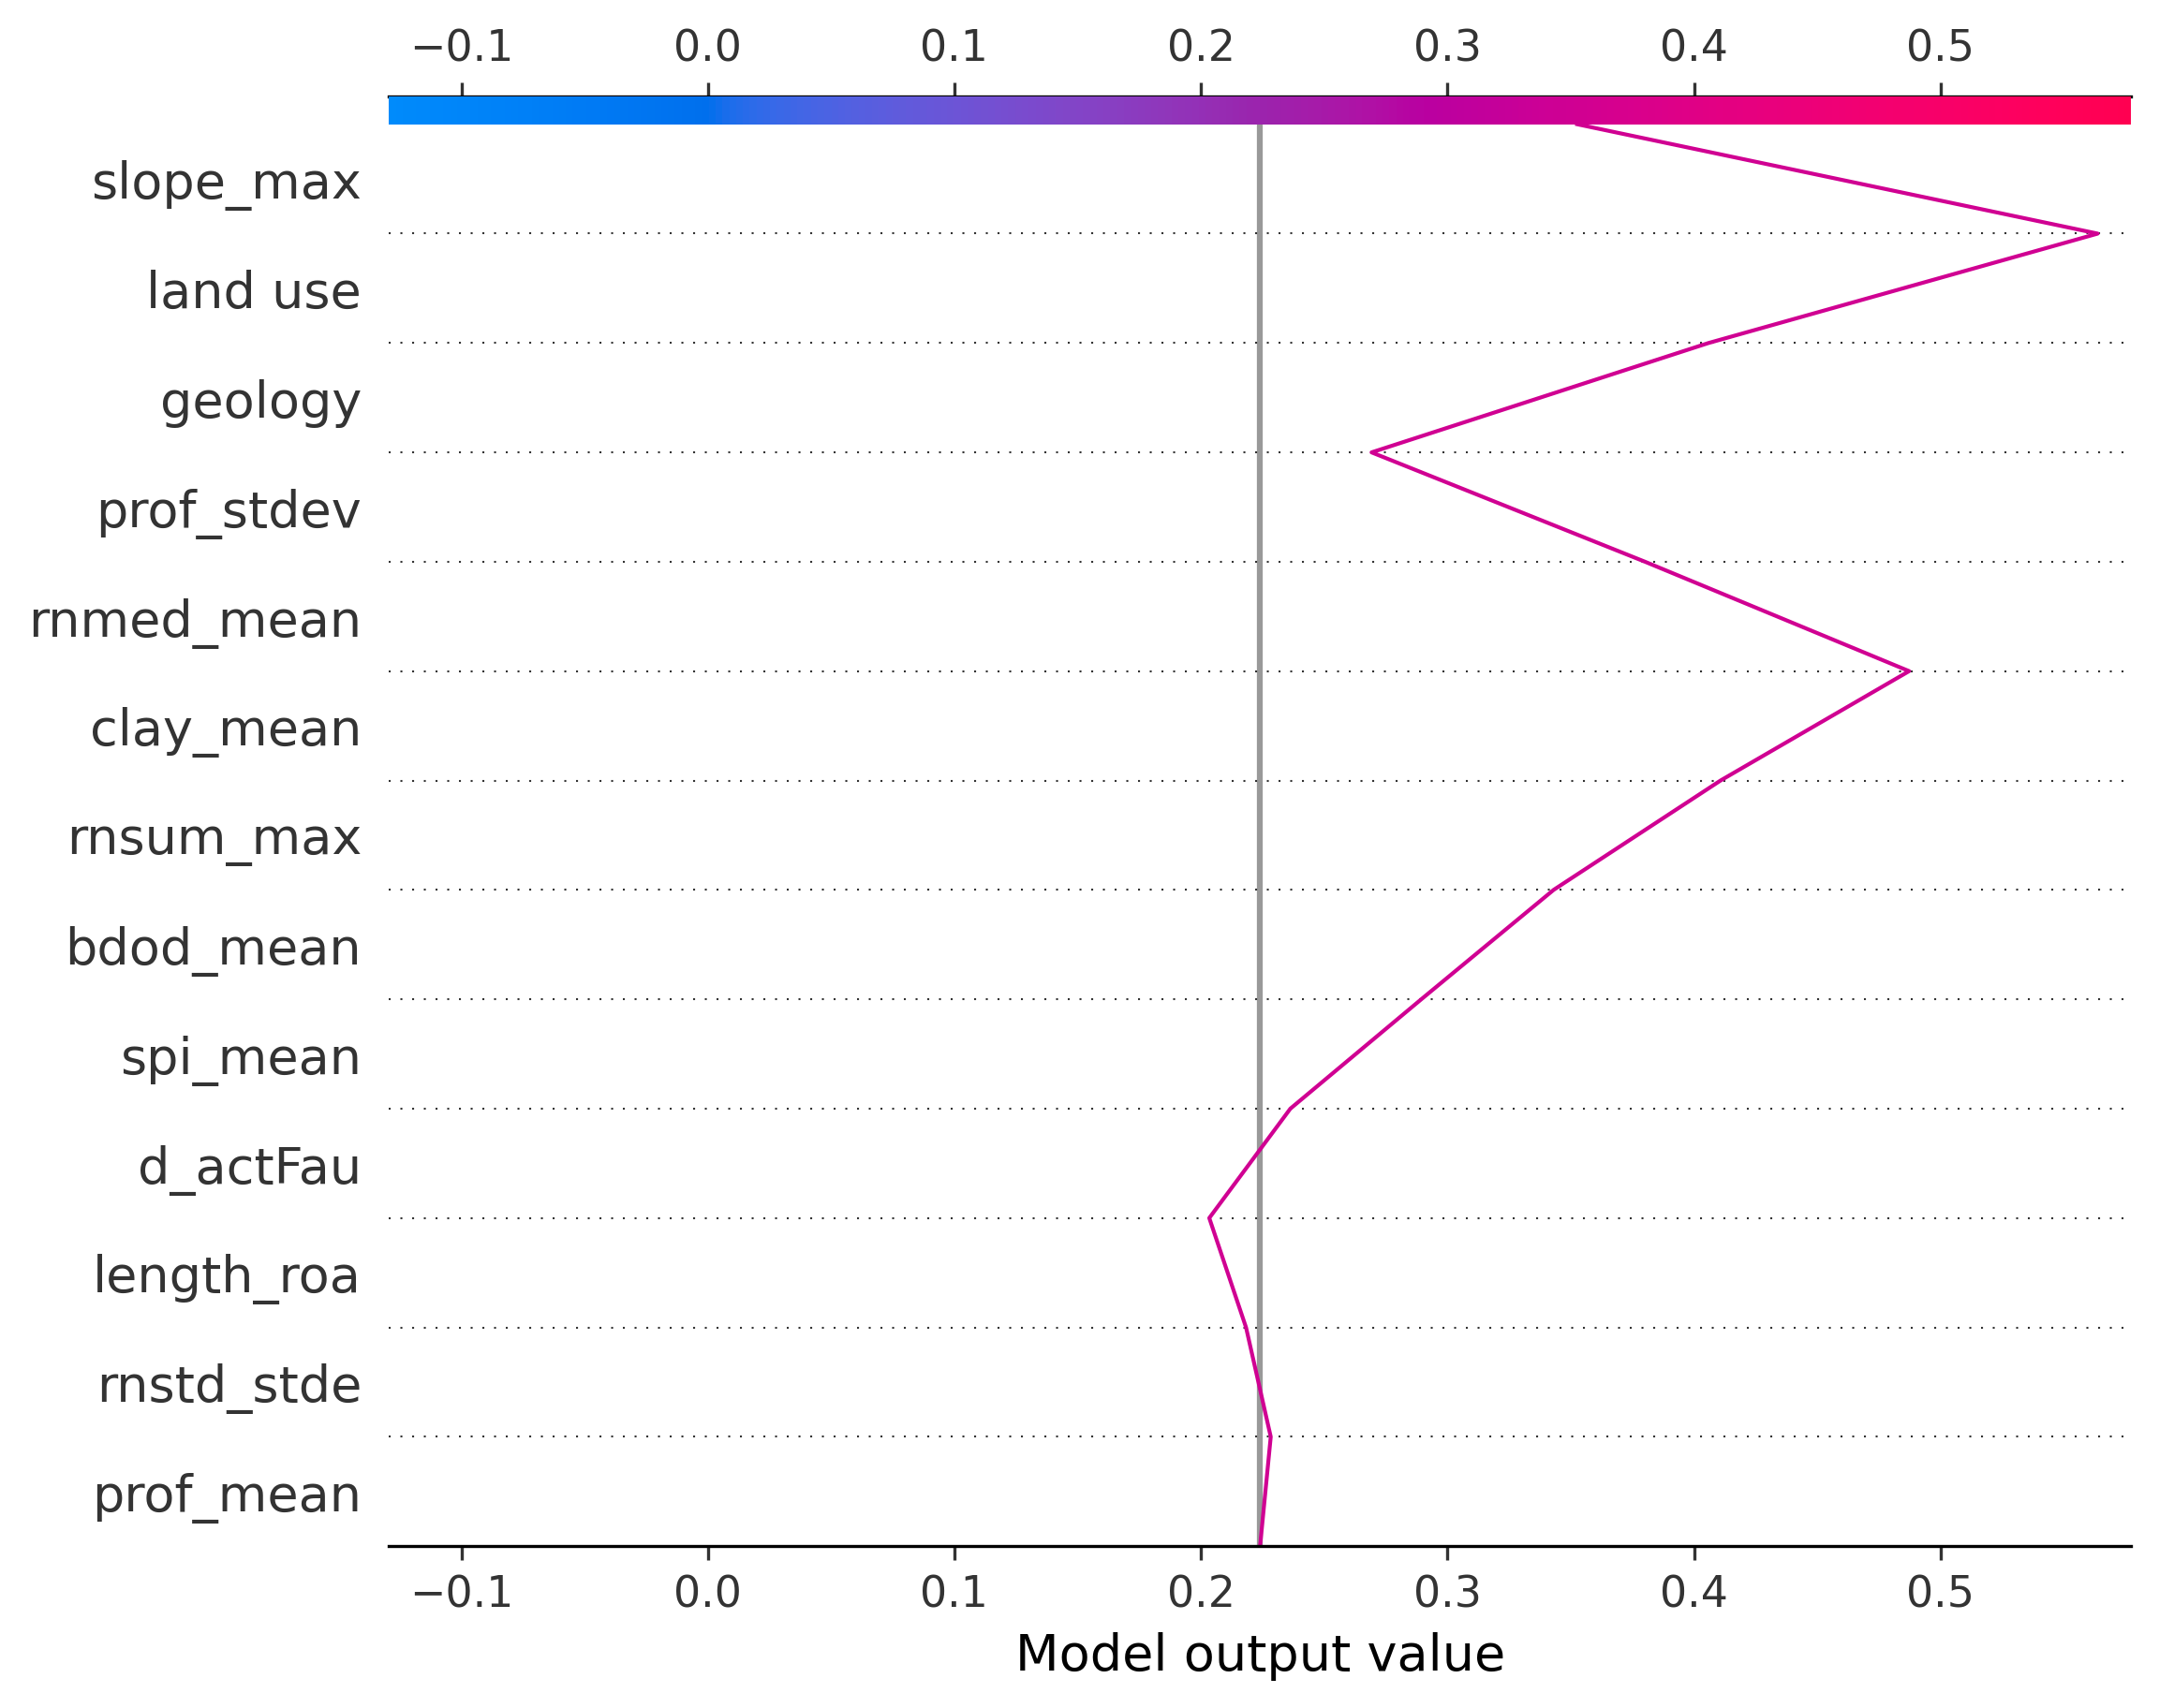 −0.1 0.0 0.1 0.2 0.3 0.4 0.5
slope_max
land use
geology
prof_stdev
rnmed_mean
clay_mean
rnsum_max
bdod_mean
spi_mean
d_actFau
length_roa
rnstd_stde
prof_mean
−0.1 0.0 0.1 0.2 0.3 0.4 0.5
Model output value